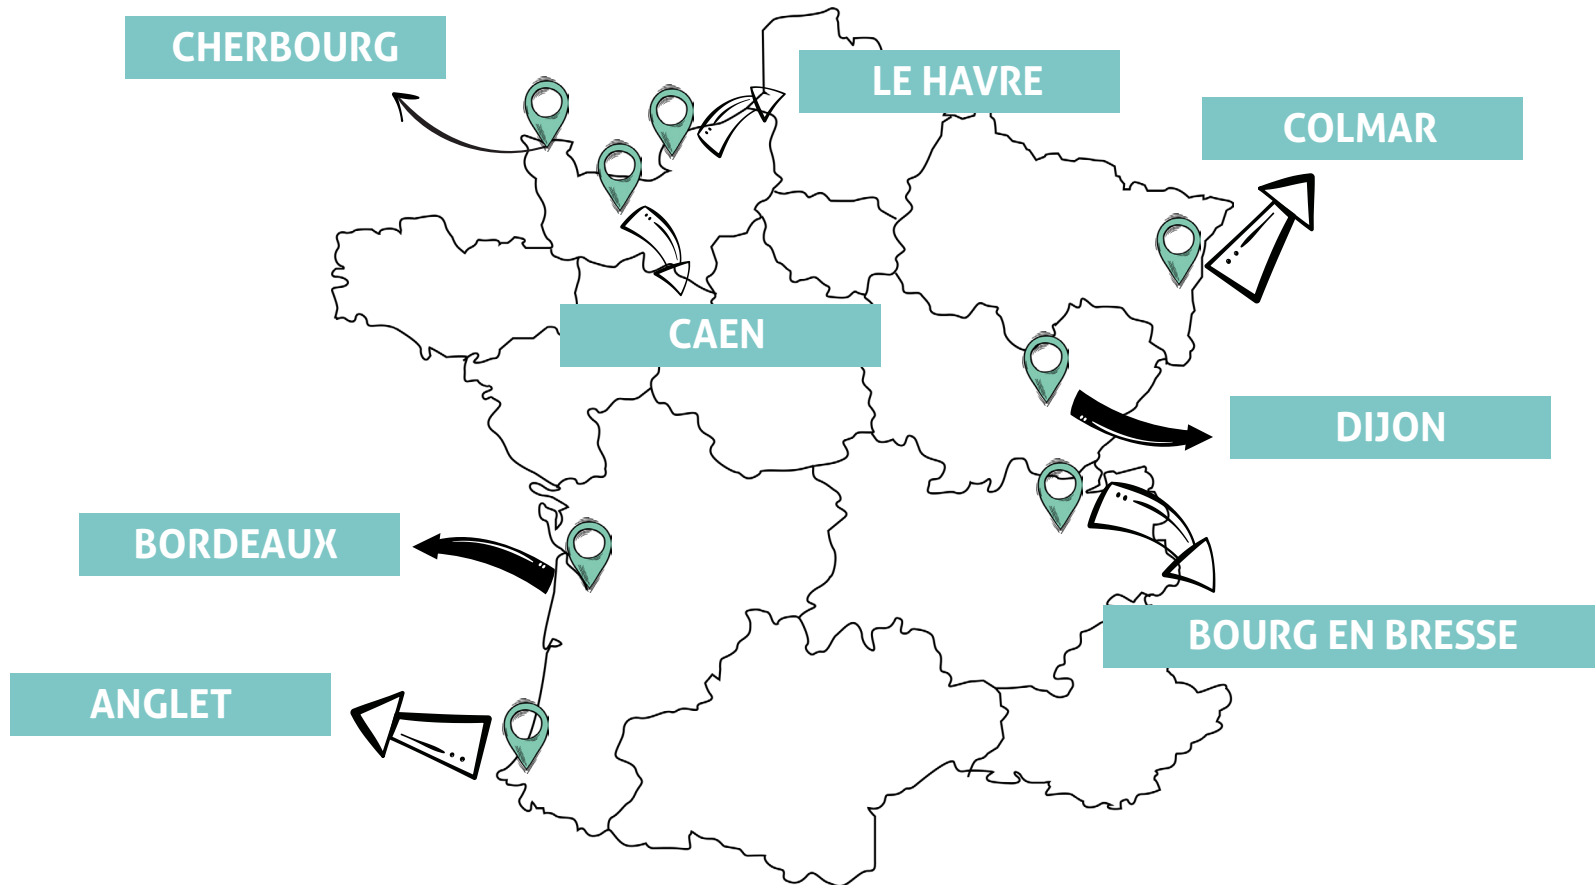 CHERBOURG
LE HAVRE
COLMAR
CAEN
DIJON
BORDEAUX
BOURG EN BRESSE
ANGLET